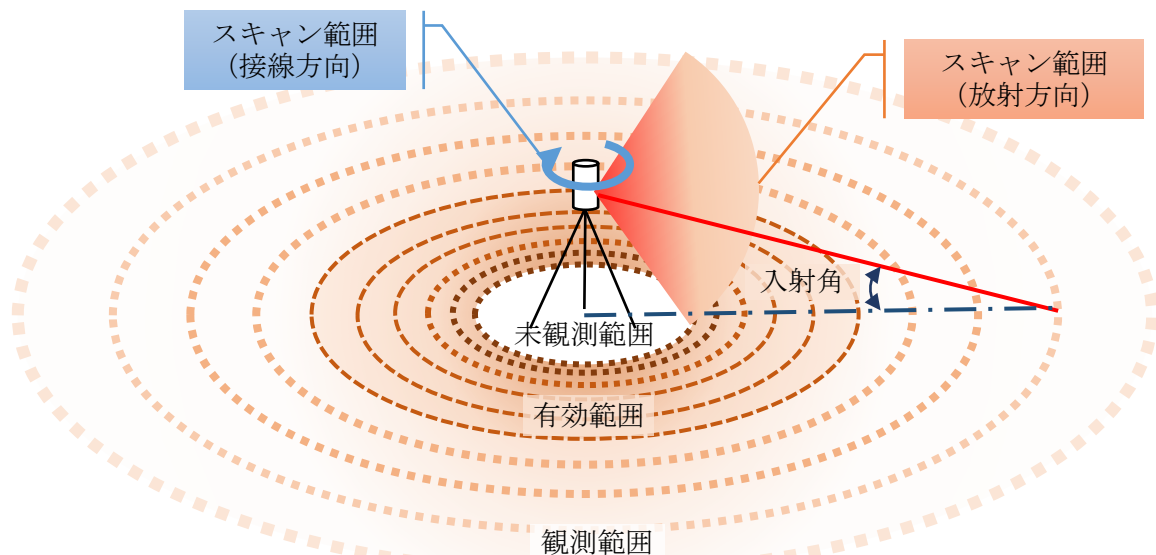 スキャン範囲
（接線方向）
スキャン範囲
（放射方向）
入射角
未観測範囲
有効範囲
観測範囲